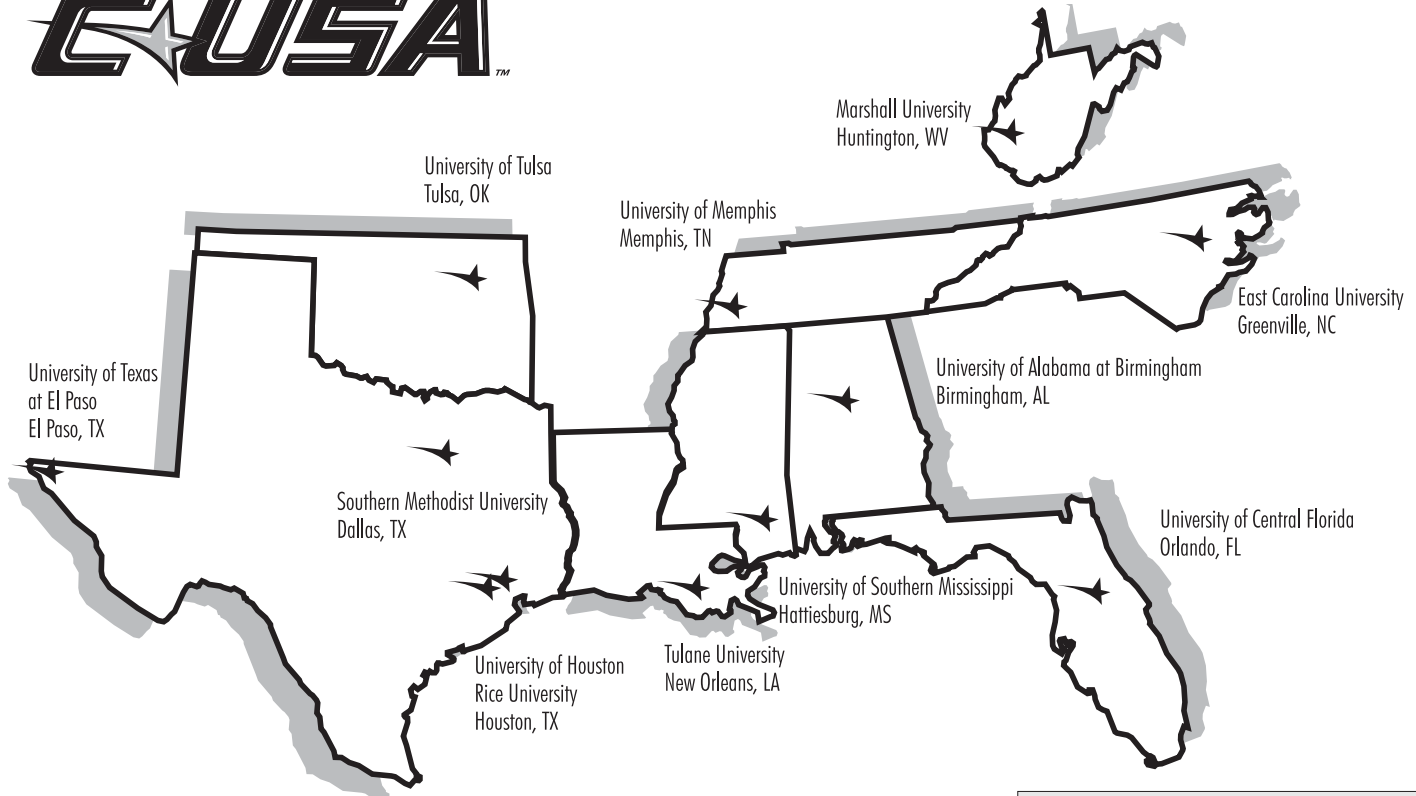 C USA™
Marshall University
Huntington, WV
University of Tulsa
Tulsa, OK
University of Memphis
Memphis, TN
East Carolina University
Greenville, NC
University of Texas
at El Paso
El Paso, TX
University of Alabama at Birmingham
Birmingham, AL
Southern Methodist University
Dallas, TX
University of Central Florida
Orlando, FL
University of Southern Mississippi
Hattiesburg, MS
Tulane University
New Orleans, LA
University of Houston
Rice University
Houston, TX